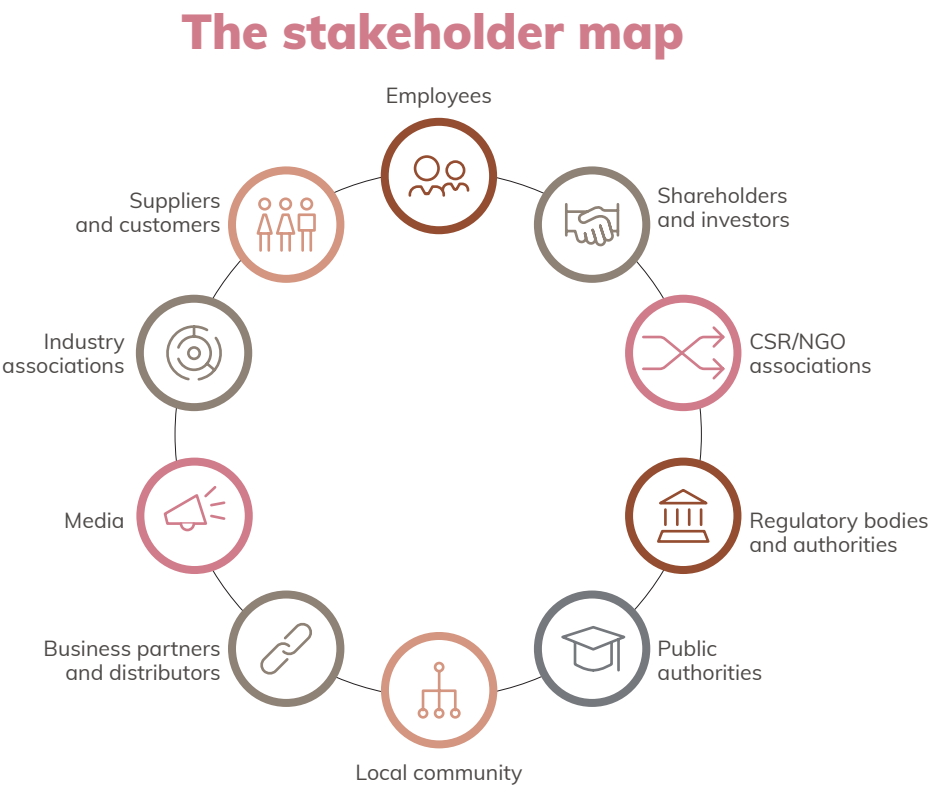 The stakeholder map
Employees
Shareholders
and investors
CSR/NGO
associations
Regulatory bodies
and authorities
Public
authorities
Local community
Business partners
and distributors
Media
Industry
associations
Suppliers
and customers